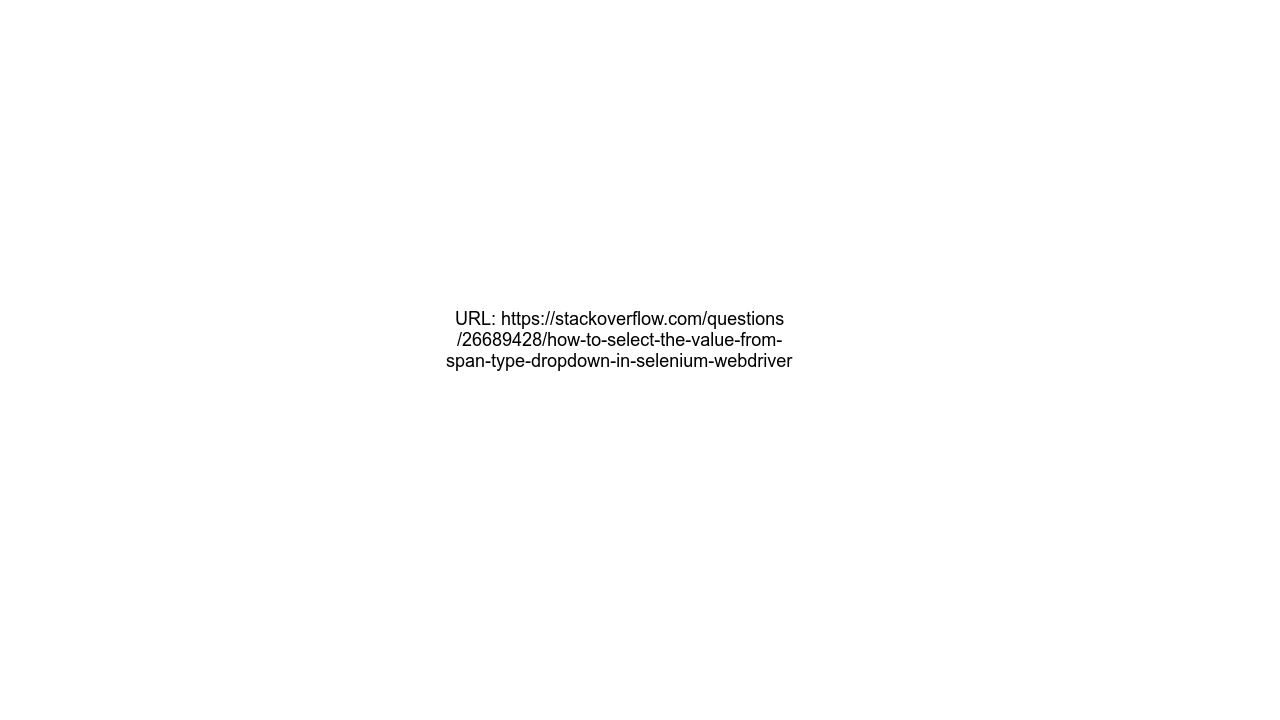 URL: https://stackoverflow.com/questions
/26689428/how-to-select-the-value-from-
span-type-dropdown-in-selenium-webdriver